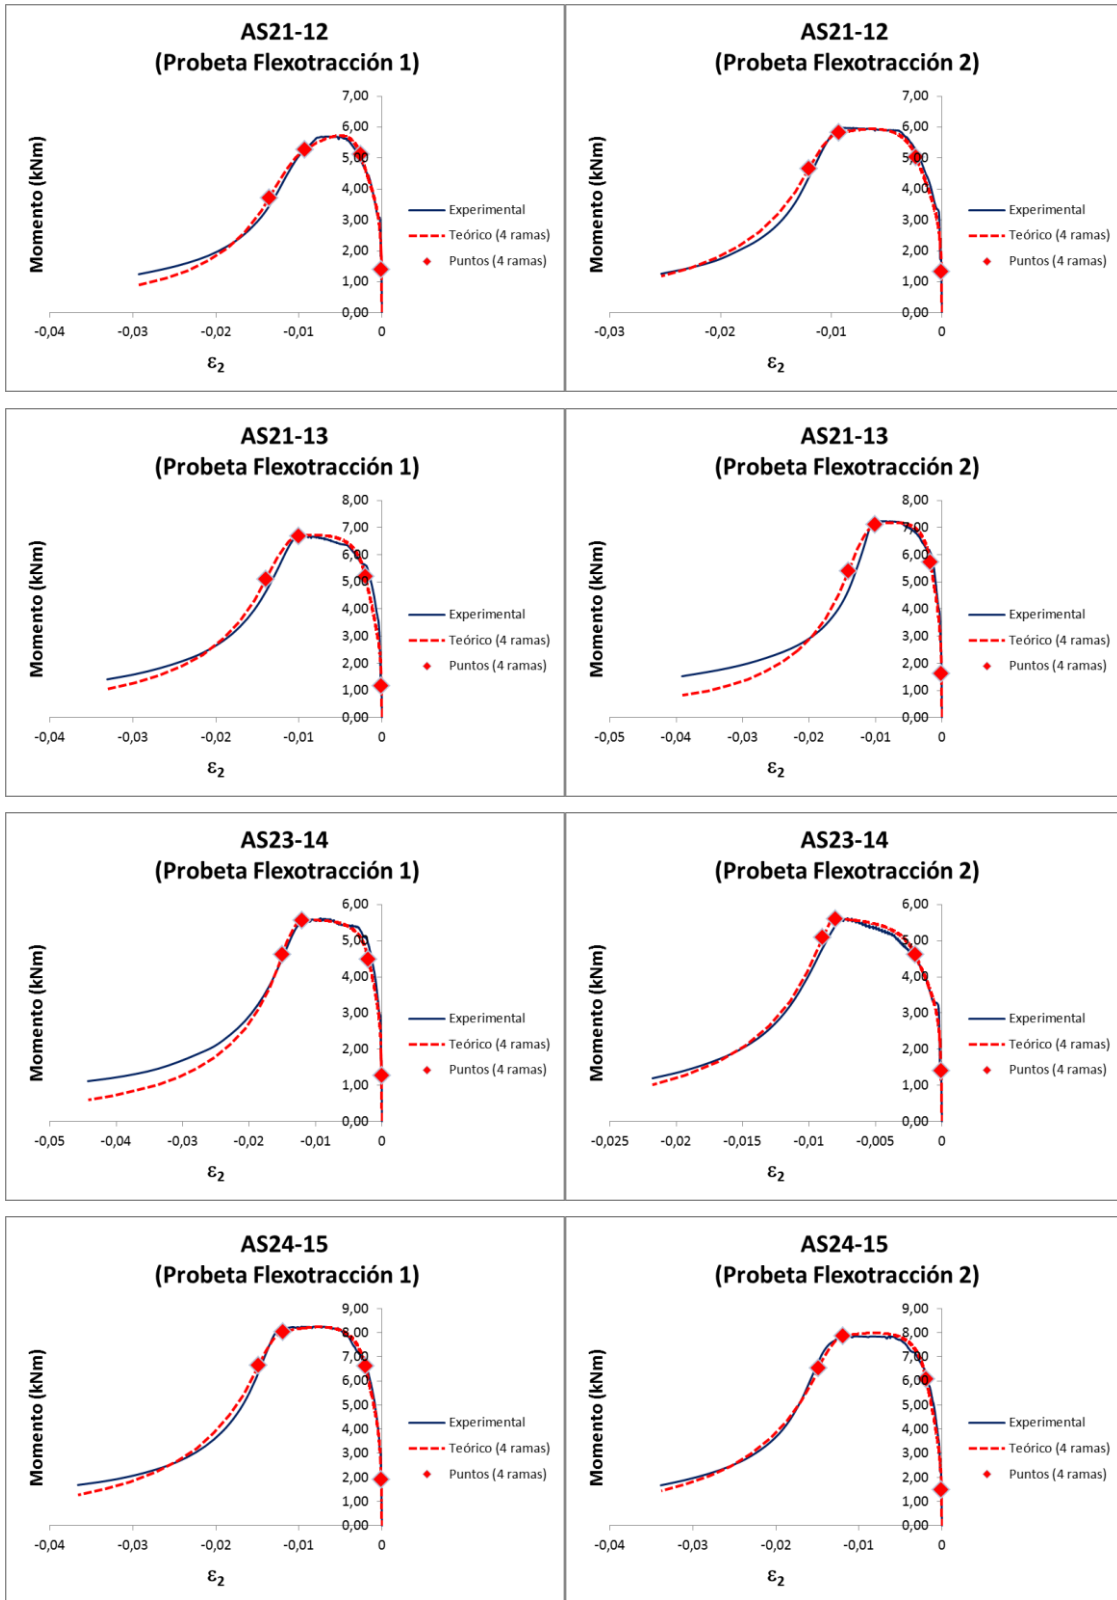 AS21-12
(Probeta Flexotracción 1)
Momento (kNm)
7,00
6,00
5,00
4,00
3,00
2,00
1,00
0,00
-0,04
-0,03
-0,02
-0,01
0
ε2
Experimental
Teórico (4 ramas)
Puntos (4 ramas)
AS21-12
(Probeta Flexotracción 2)
Momento (kNm)
7,00
6,00
5,00
4,00
3,00
2,00
1,00
0,00
-0,03
-0,02
-0,01
0
ε2
Experimental
Teórico (4 ramas)
Puntos (4 ramas)
AS21-13
(Probeta Flexotracción 1)
Momento (kNm)
8,00
7,00
6,00
5,00
4,00
3,00
2,00
1,00
0,00
-0,04
-0,03
-0,02
-0,01
0
ε2
Experimental
Teórico (4 ramas)
Puntos (4 ramas)
AS21-13
(Probeta Flexotracción 2)
Momento (kNm)
8,00
7,00
6,00
5,00
4,00
3,00
2,00
1,00
0,00
-0,05
-0,04
-0,03
-0,02
-0,01
0
ε2
Experimental
Teórico (4 ramas)
Puntos (4 ramas)
AS23-14
(Probeta Flexotracción 1)
Momento (kNm)
6,00
5,00
4,00
3,00
2,00
1,00
0,00
-0,05
-0,04
-0,03
-0,02
-0,01
0
ε2
Experimental
Teórico (4 ramas)
Puntos (4 ramas)
AS23-14
(Probeta Flexotracción 2)
Momento (kNm)
6,00
5,00
4,00
3,00
2,00
1,00
0,00
-0,025
-0,02
-0,015
-0,01
-0,005
0
ε2
Experimental
Teórico (4 ramas)
Puntos (4 ramas)
AS24-15
(Probeta Flexotracción 1)
Momento (kNm)
9,00
8,00
7,00
6,00
5,00
4,00
3,00
2,00
1,00
0,00
-0,04
-0,03
-0,02
-0,01
0
ε2
Experimental
Teórico (4 ramas)
Puntos (4 ramas)
AS24-15
(Probeta Flexotracción 2)
Momento (kNm)
9,00
8,00
7,00
6,00
5,00
4,00
3,00
2,00
1,00
0,00
-0,04
-0,03
-0,02
-0,01
0
ε2
Experimental
Teórico (4 ramas)
Puntos (4 ramas)